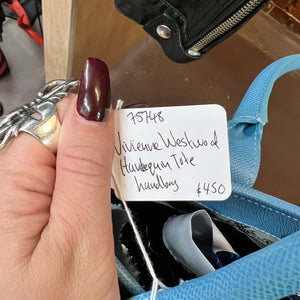 75748
Vivienne Westwood
Harlequin Tote
handbag
$450